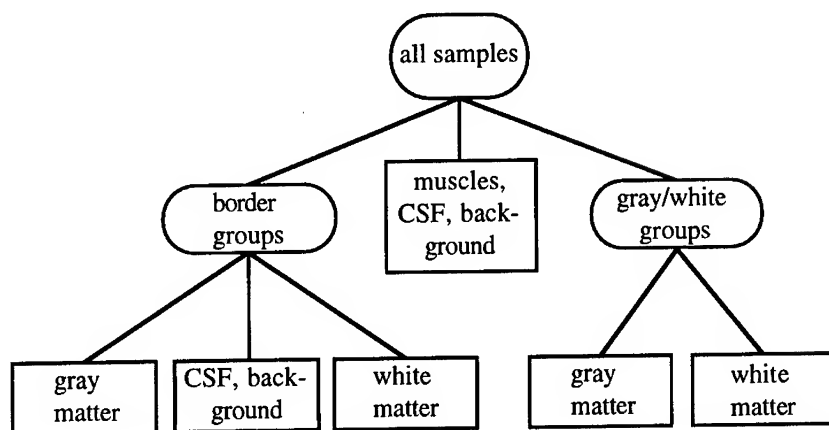 all samples
border
groups
muscles,
CSF, back-
ground
gray/white
groups
gray
matter
CSF, back-
ground
white
matter
gray
matter
white
matter